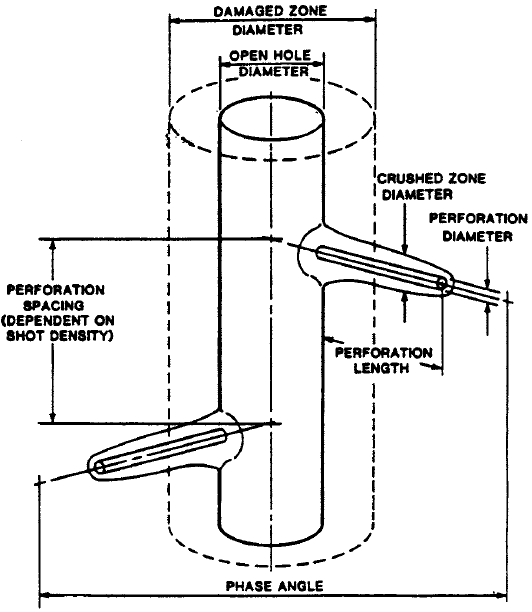 DAMAGED ZONE
DIAMETER
OPEN HOLE
DIAMETER
CRUSHED ZONE
DIAMETER
PERFORATION
DIAMETER
PERFORATION
SPACING
(DEPENDENT ON
SHOT DENSITY)
PERFORATION
LENGTH
PHASE ANGLE